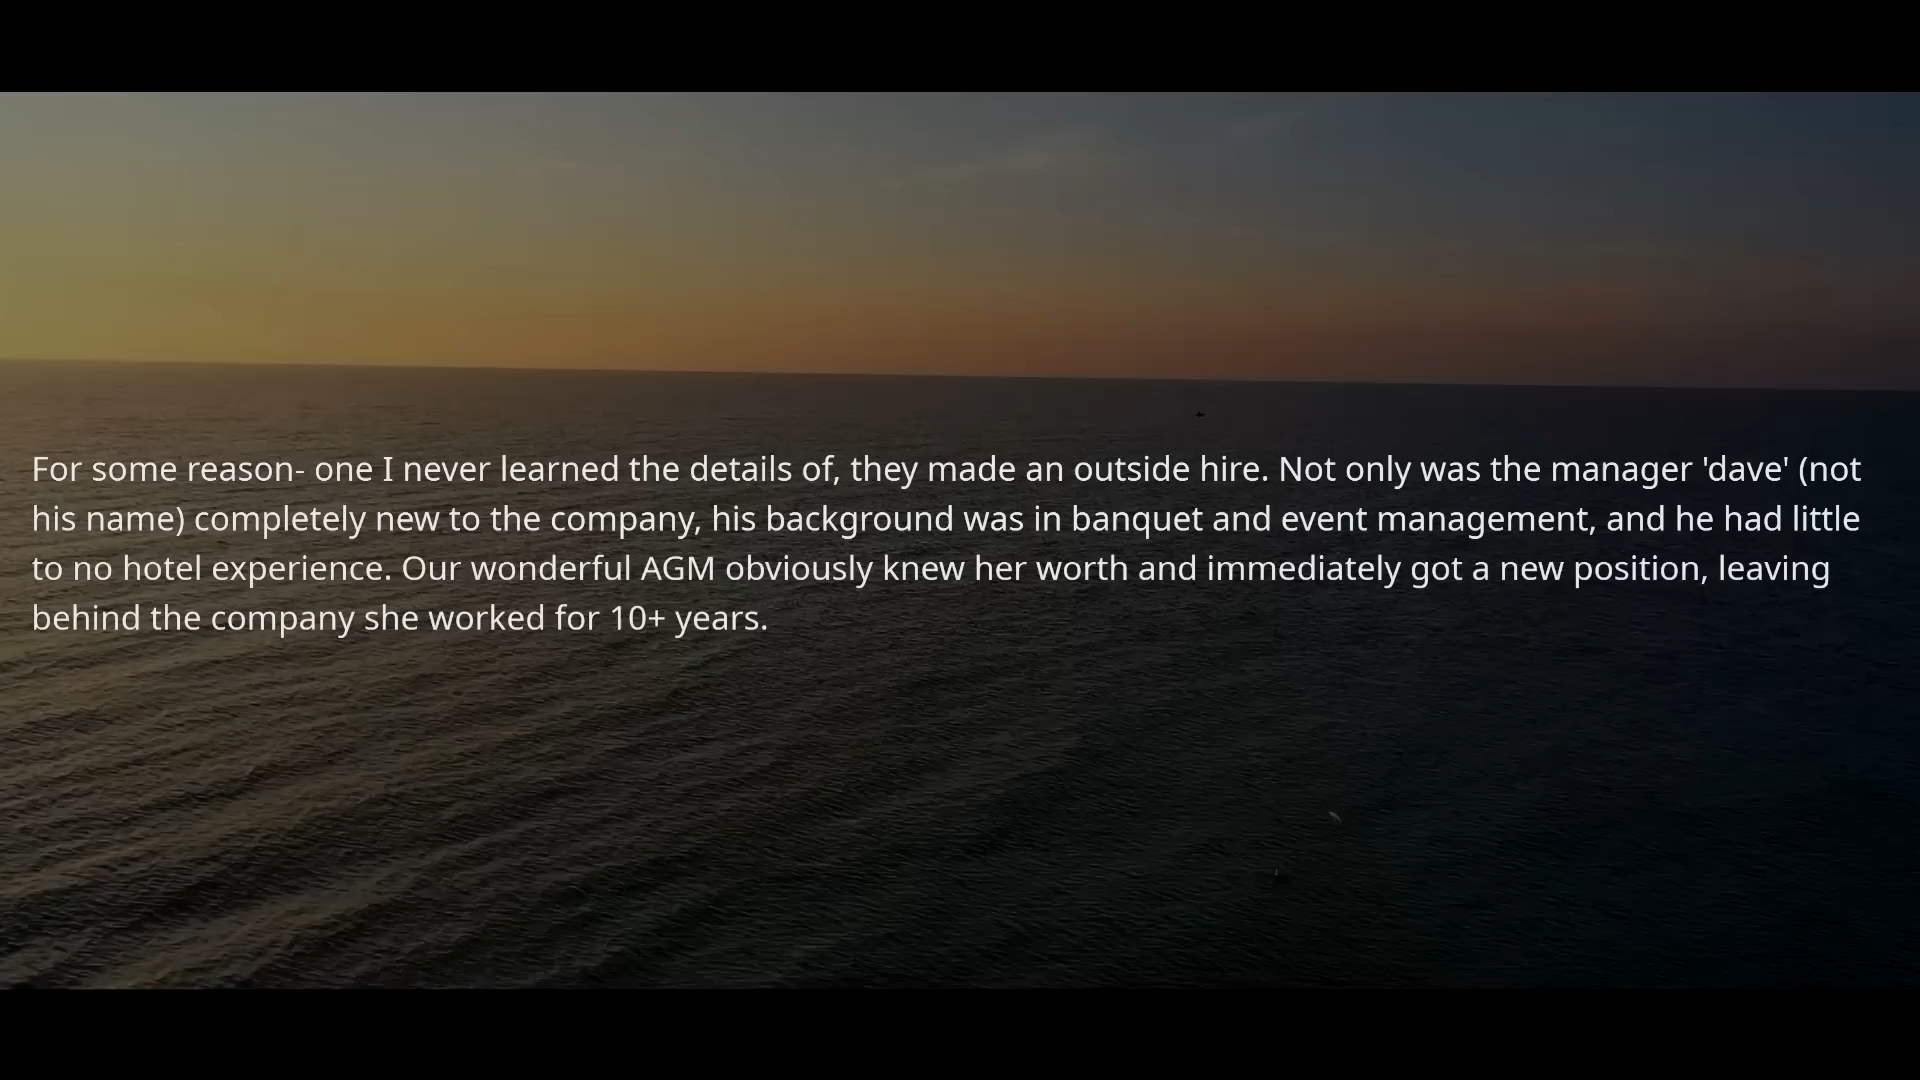 For some reason- one I never learned the details of, they made an outside hire. Not only was the manager 'dave' (not
his name) completely new to the company, his background was in banquet and event management, and he had little
to no hotel experience. Our wonderful AGM obviously knew her worth and immediately got a new position, leaving
behind the company she worked for 10+ years.